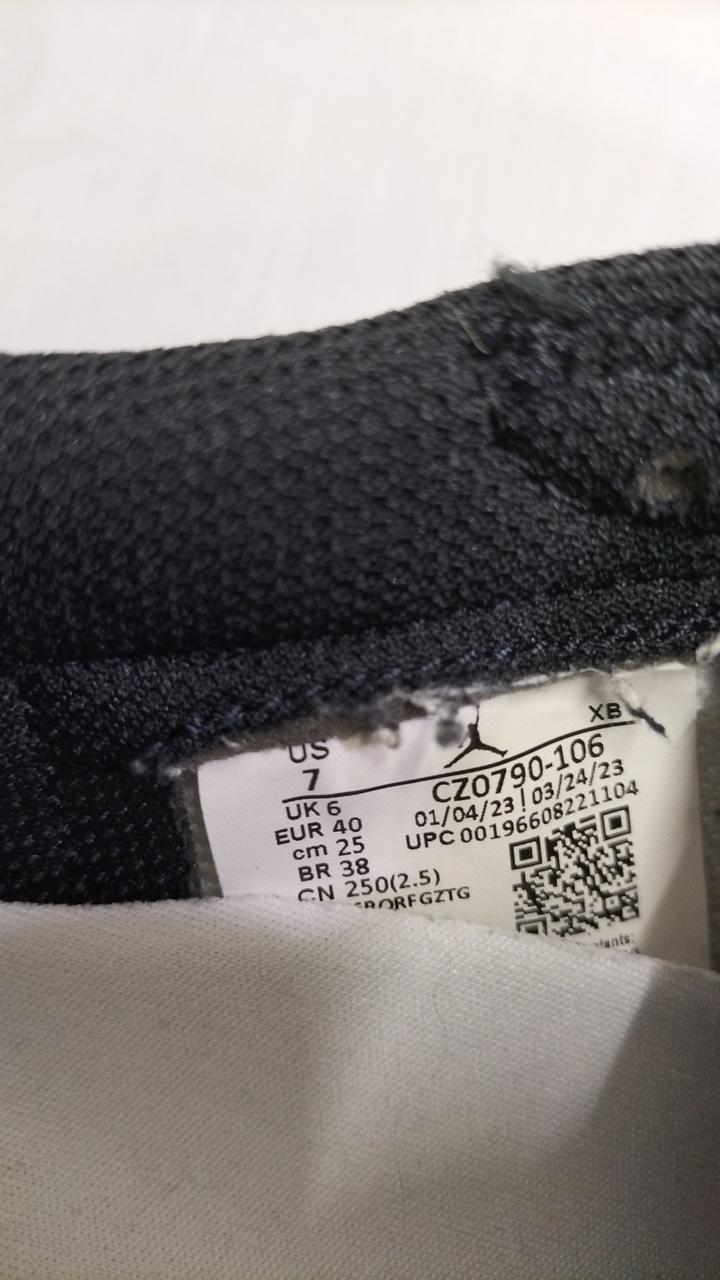 US
7
UK 6
EUR 40
cm 25
BR 38
CN 250(2.5)
XB
CZ0790-106
01/04/23 | 03/24/23
UPC 00196608221104